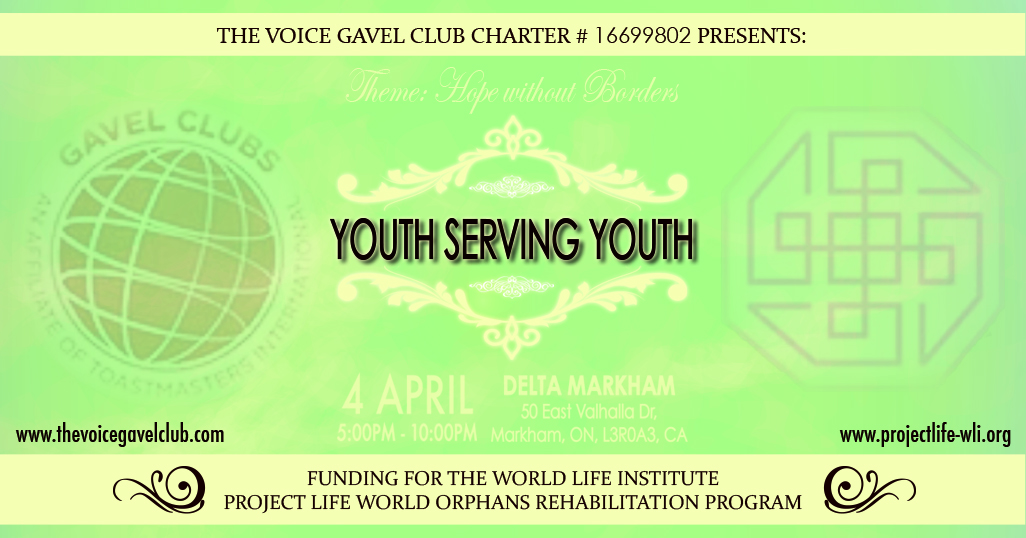 THE VOICE GAVEL CLUB CHARTER # 16699802 PRESENTS:
Theme: Hope without Borders
GAVEL CLUBS
AN AFFILIATE OF TOASTMASTERS INTERNATIONAL
YOUTH SERVING YOUTH
4 APRIL
5:00PM - 10:00PM
DELTA MARKHAM
50 East Valhalla Dr,
Markham, ON, L3R0A3, CA
www.thevoicegavelclub.com
www.projectlife-wli.org
FUNDING FOR THE WORLD LIFE INSTITUTE
PROJECT LIFE WORLD ORPHANS REHABILITATION PROGRAM